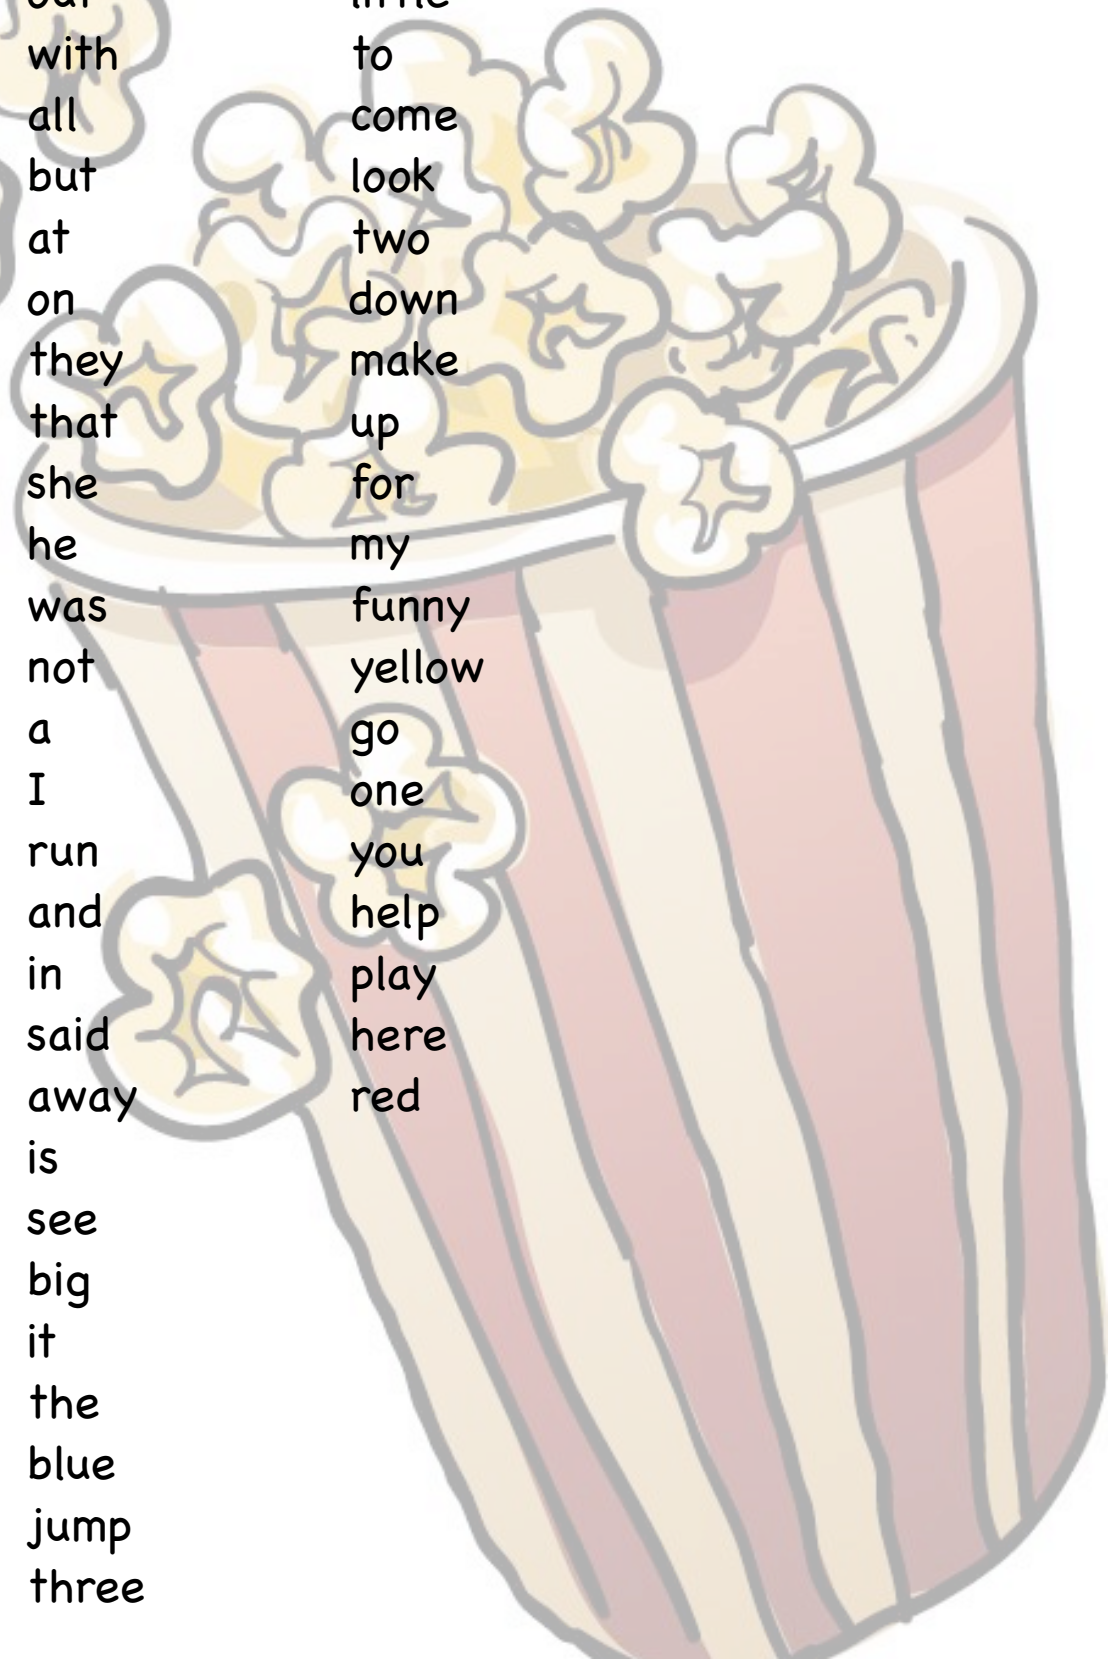 with
all
but
at
on
they
that
she
he
was
not
a
I
run
and
in
said
away
is
see
big
it
the
blue
jump
three
little
to
come
look
two
down
make
up
for
my
funny
yellow
go
one
you
help
play
here
red